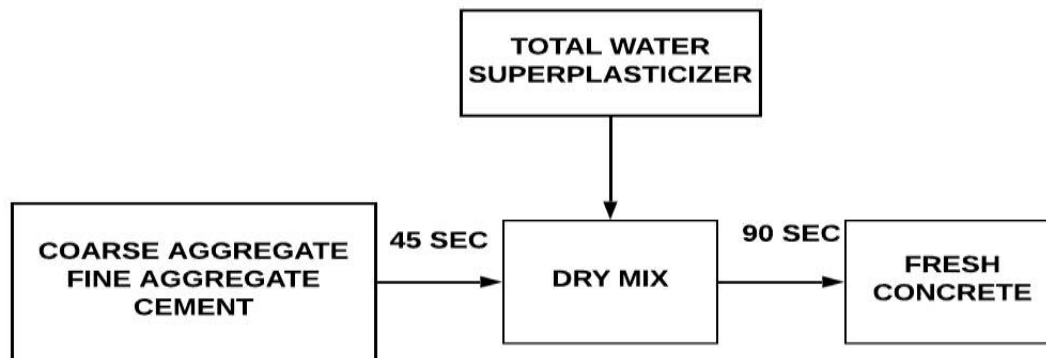 TOTAL WATER
SUPERPLASTICIZER
COARSE AGGREGATE
FINE AGGREGATE
CEMENT
45 SEC
DRY MIX
90 SEC
FRESH
CONCRETE